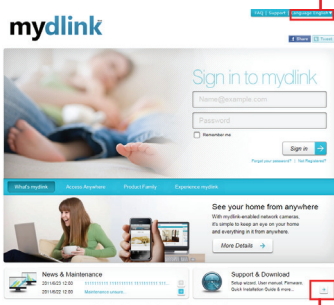 FAQ | Support | language:English
mydlink
Share Tweet
Sign in to mydlink
Name@example.com
Password
Remember me
Sign in
Forgot your password? | Not Registered?
What's mydlink Access Anywhere Product Family Experience mydlink
See your home from anywhere
With mydlink-enabled network cameras,
it's simple to keep an eye on your home
and everything in it from anywhere.
More Details
News & Maintenance
2011/6/23 12:00
2011/6/22 12:00 Maintenance
Support & Download
Setup wizard, User manual, Firmware,
Quick Installation Guide & more...